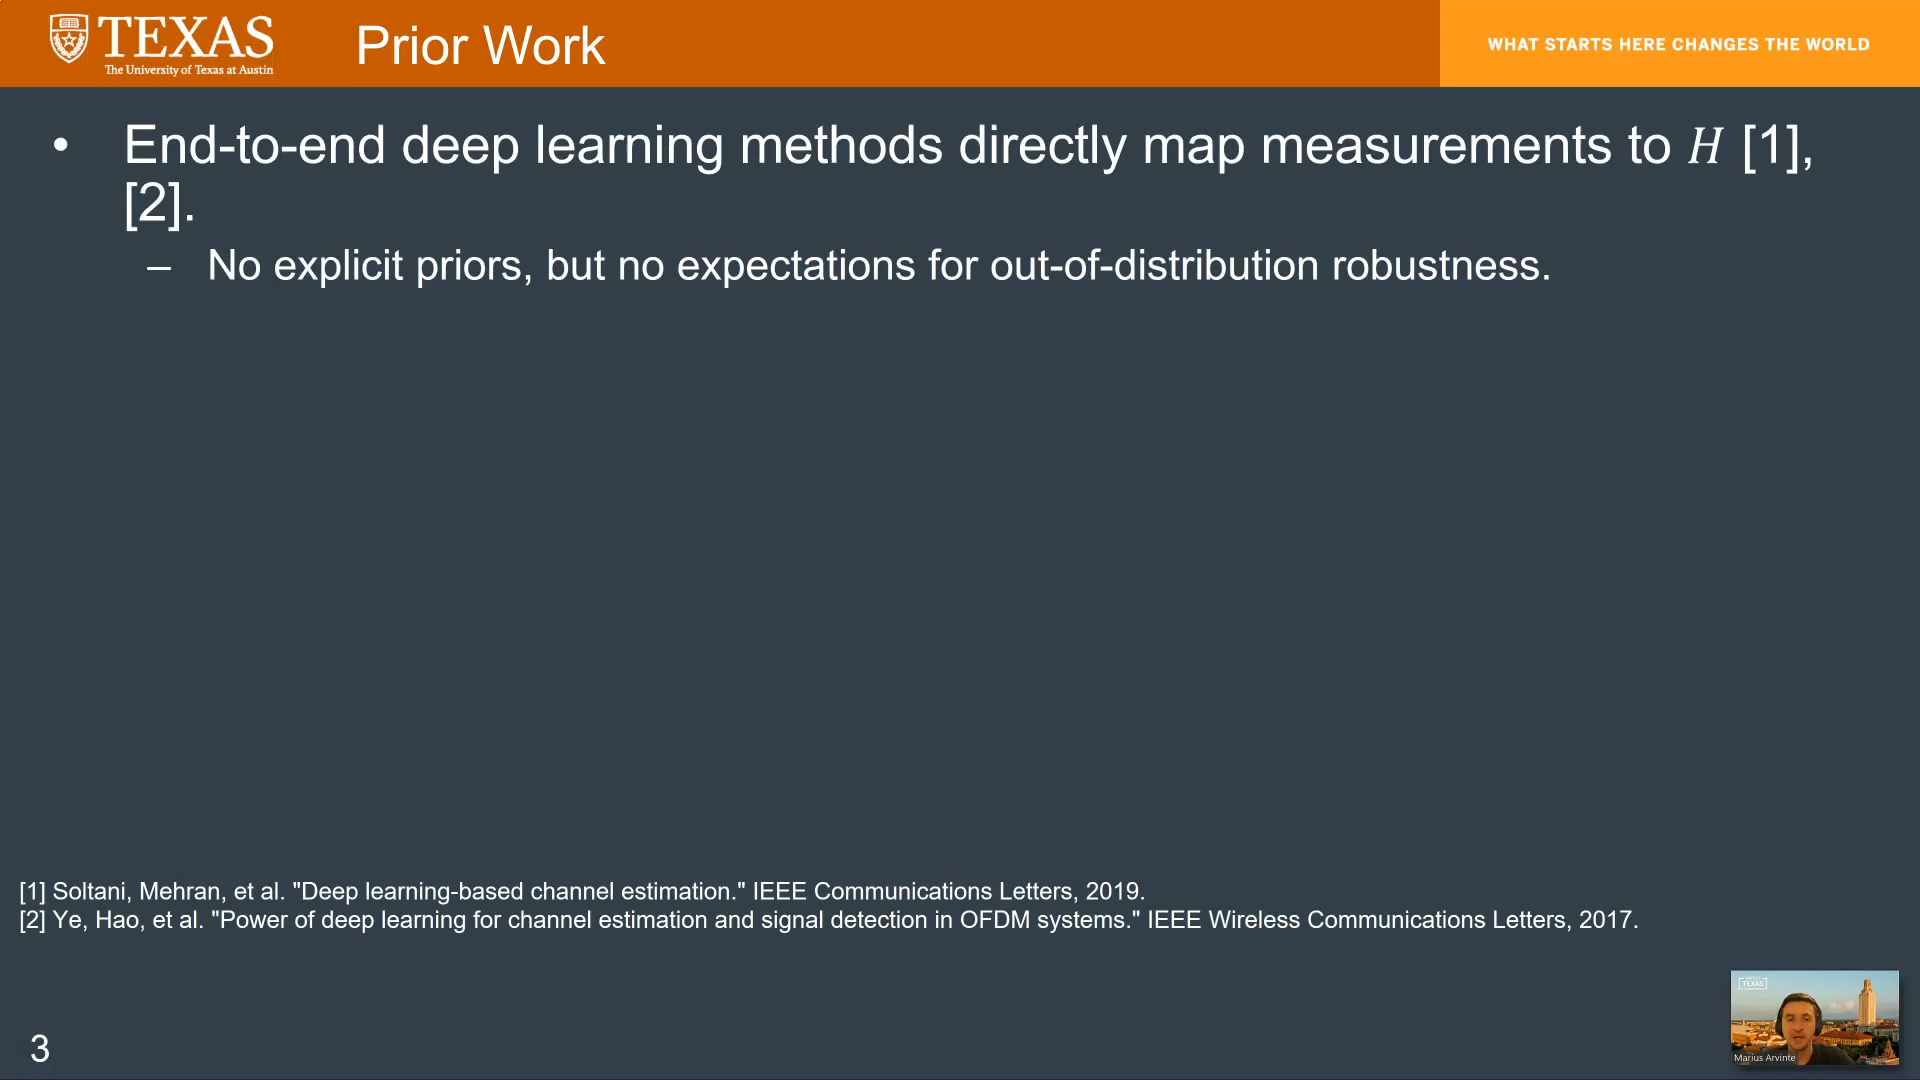 TEXAS
The University of Texas at Austin
Prior Work
WHAT STARTS HERE CHANGES THE WORLD
• End-to-end deep learning methods directly map measurements to H [1],
[2].
– No explicit priors, but no expectations for out-of-distribution robustness.
[1] Soltani, Mehran, et al. "Deep learning-based channel estimation." IEEE Communications Letters, 2019.
[2] Ye, Hao, et al. "Power of deep learning for channel estimation and signal detection in OFDM systems." IEEE Wireless Communications Letters, 2017.
TEXAS
Marius Arvinte
3